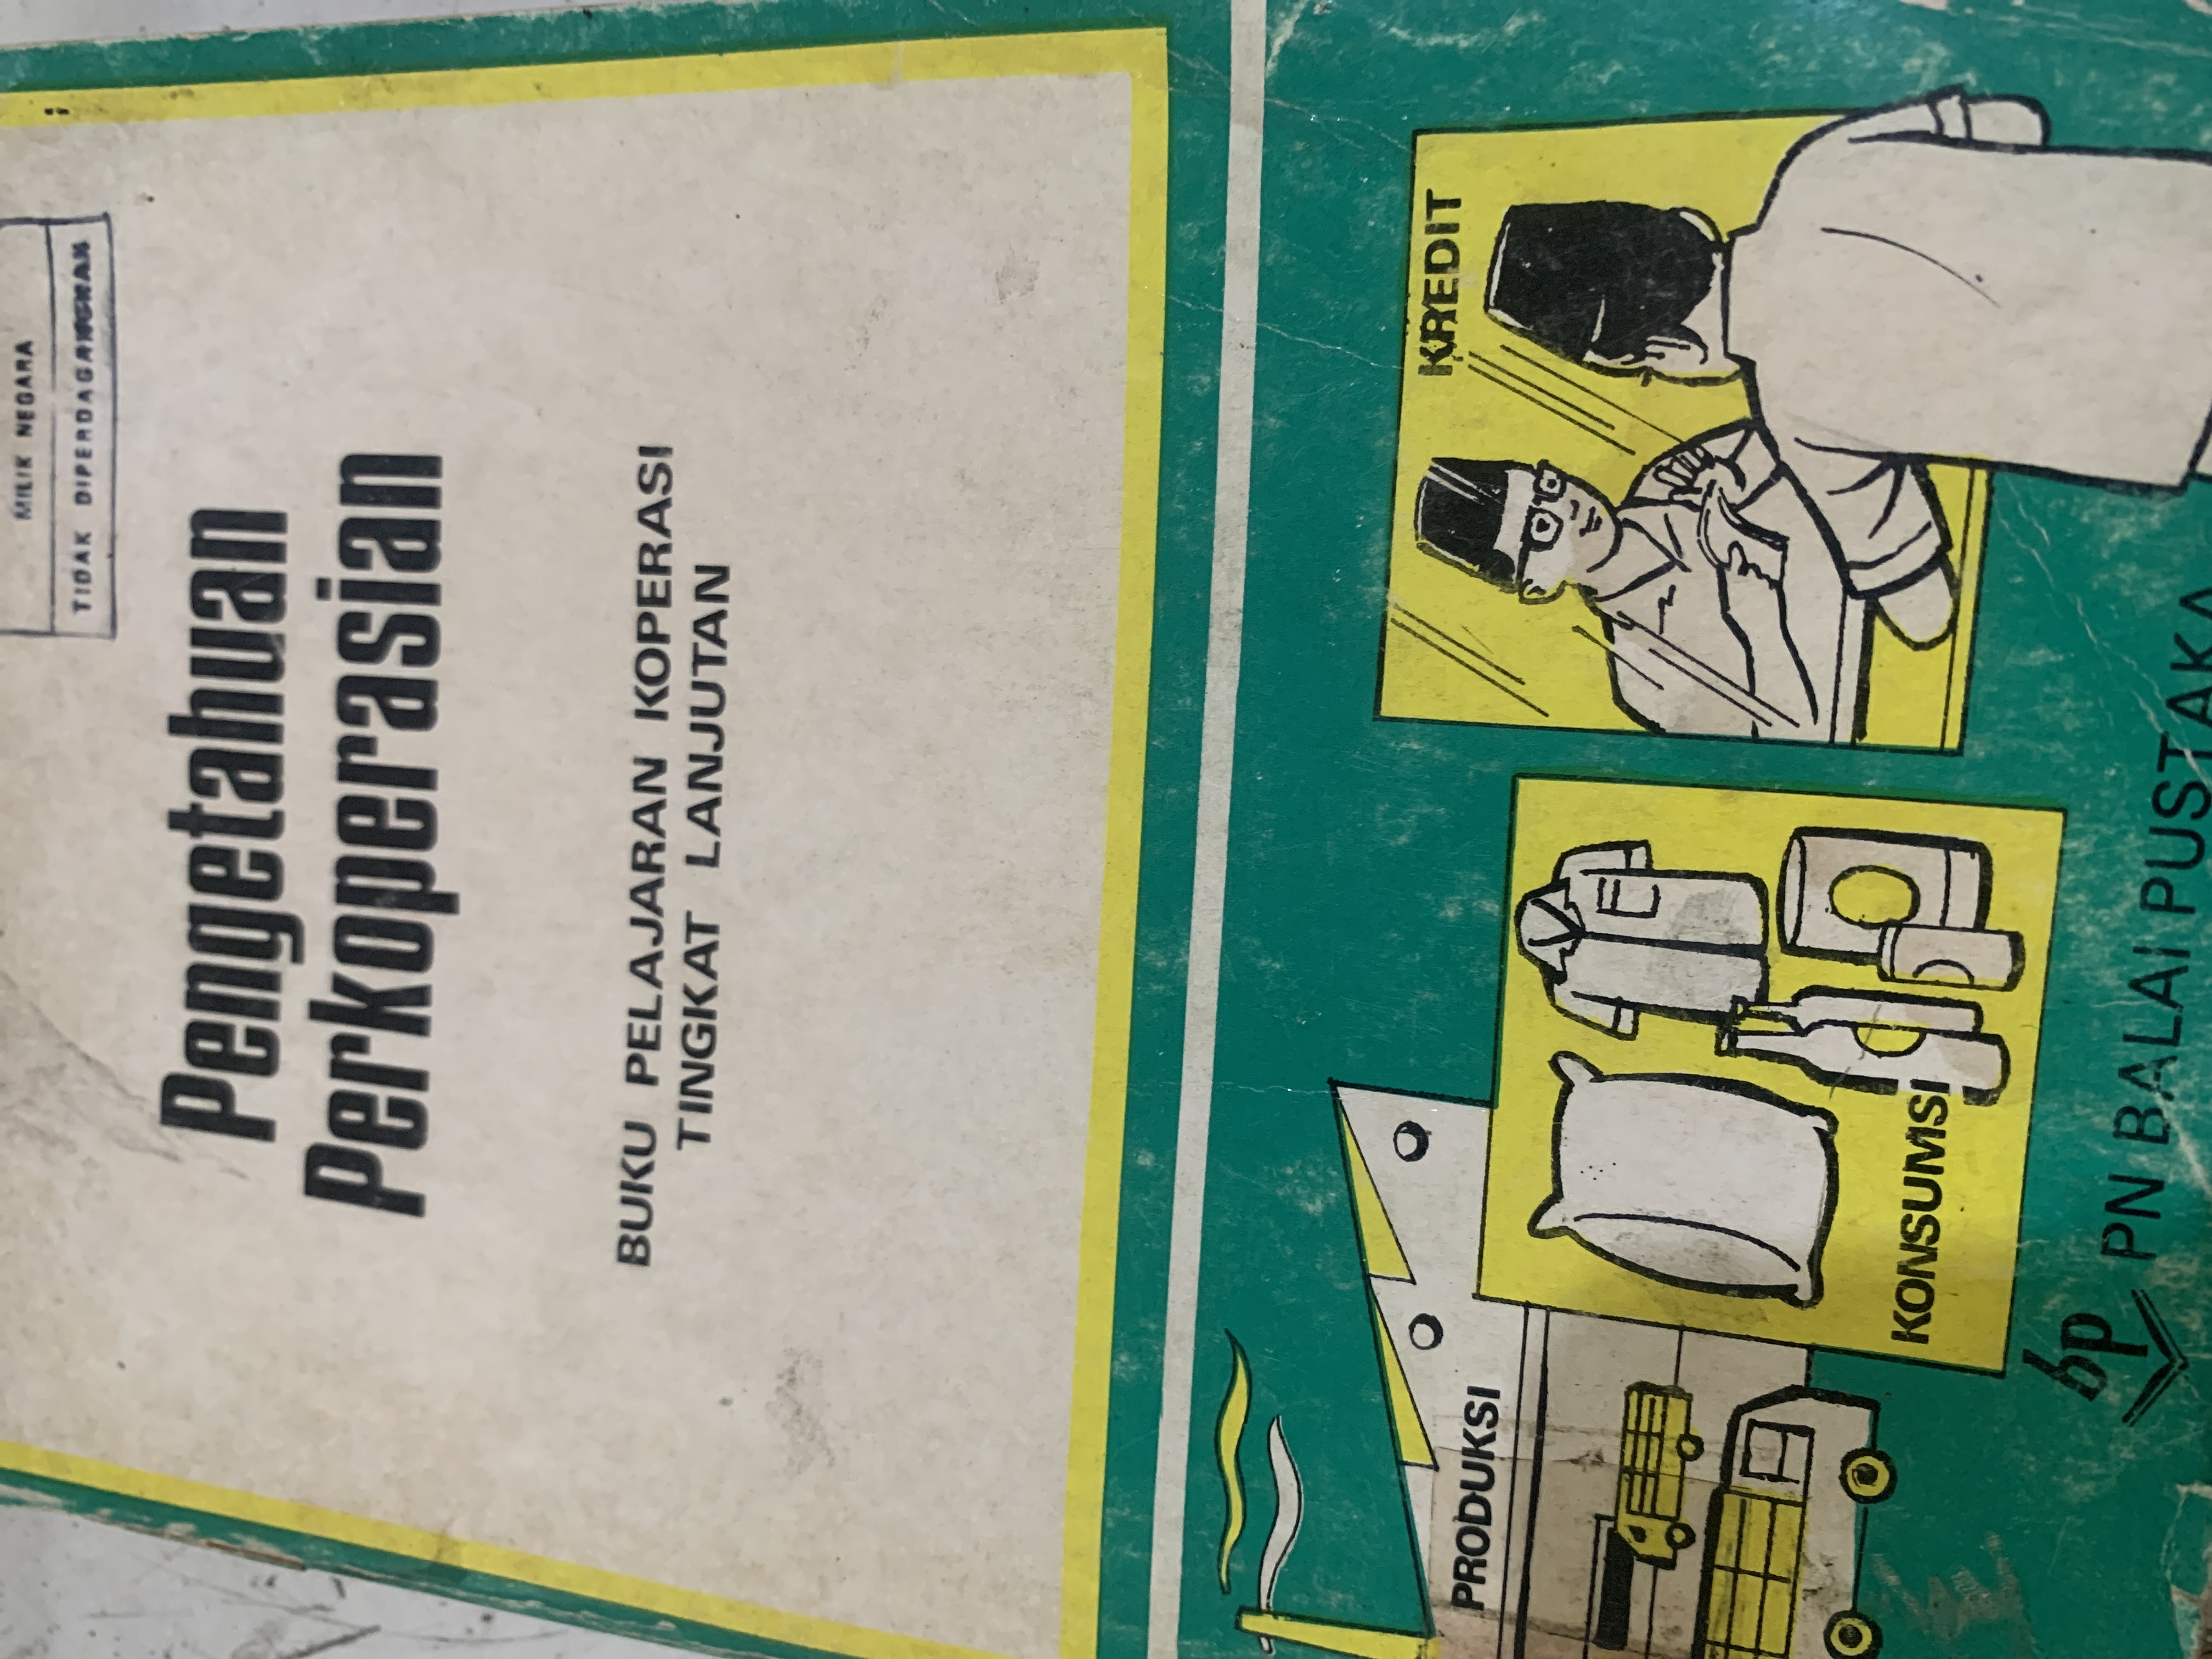 MILIK NEGARA
TIDAK DIPERDAGANGKAN
Pengetahuan
Perkoperasian
BUKU PELAJARAN KOPERASI
TINGKAT LANJUTAN
KREDIT
PRODUKSI
KONSUMSI
bp PN BALAI PUSTAKA